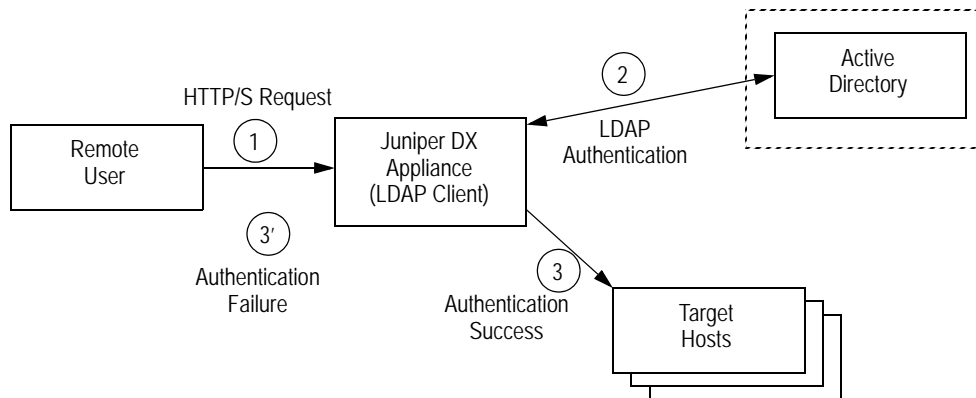 HTTP/S Request
1
Remote
User
3′
Authentication
Failure
Juniper DX
Appliance
(LDAP Client)
2
LDAP
Authentication
Active
Directory
3
Authentication
Success
Target
Hosts